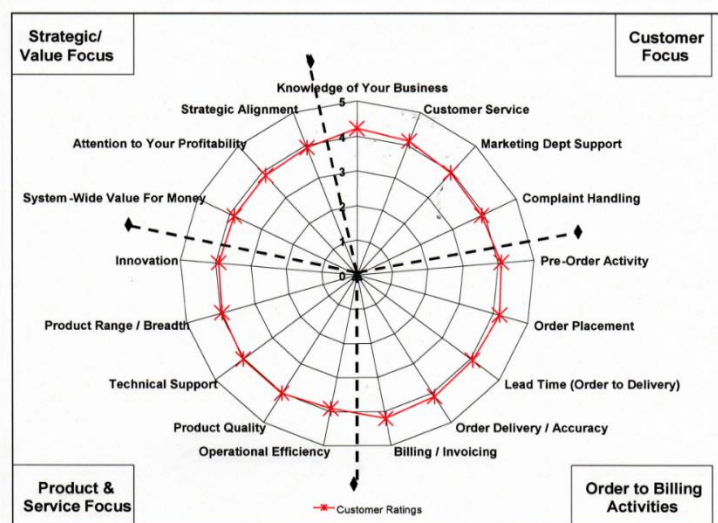 Strategic/
Value Focus
Customer
Focus
Knowledge of Your Business
Strategic Alignment
Customer Service
Attention to Your Profitability
Marketing Dept Support
System -Wide Value For Money
Complaint Handling
Innovation
Pre-Order Activity
Product Range / Breadth
Order Placement
Technical Support
Lead Time (Order to Delivery)
Product Quality
Order Delivery / Accuracy
Operational Efficiency
Billing / Invoicing
5
4
3
2
1
0
Product &
Service Focus
Order to Billing
Activities
Customer Ratings